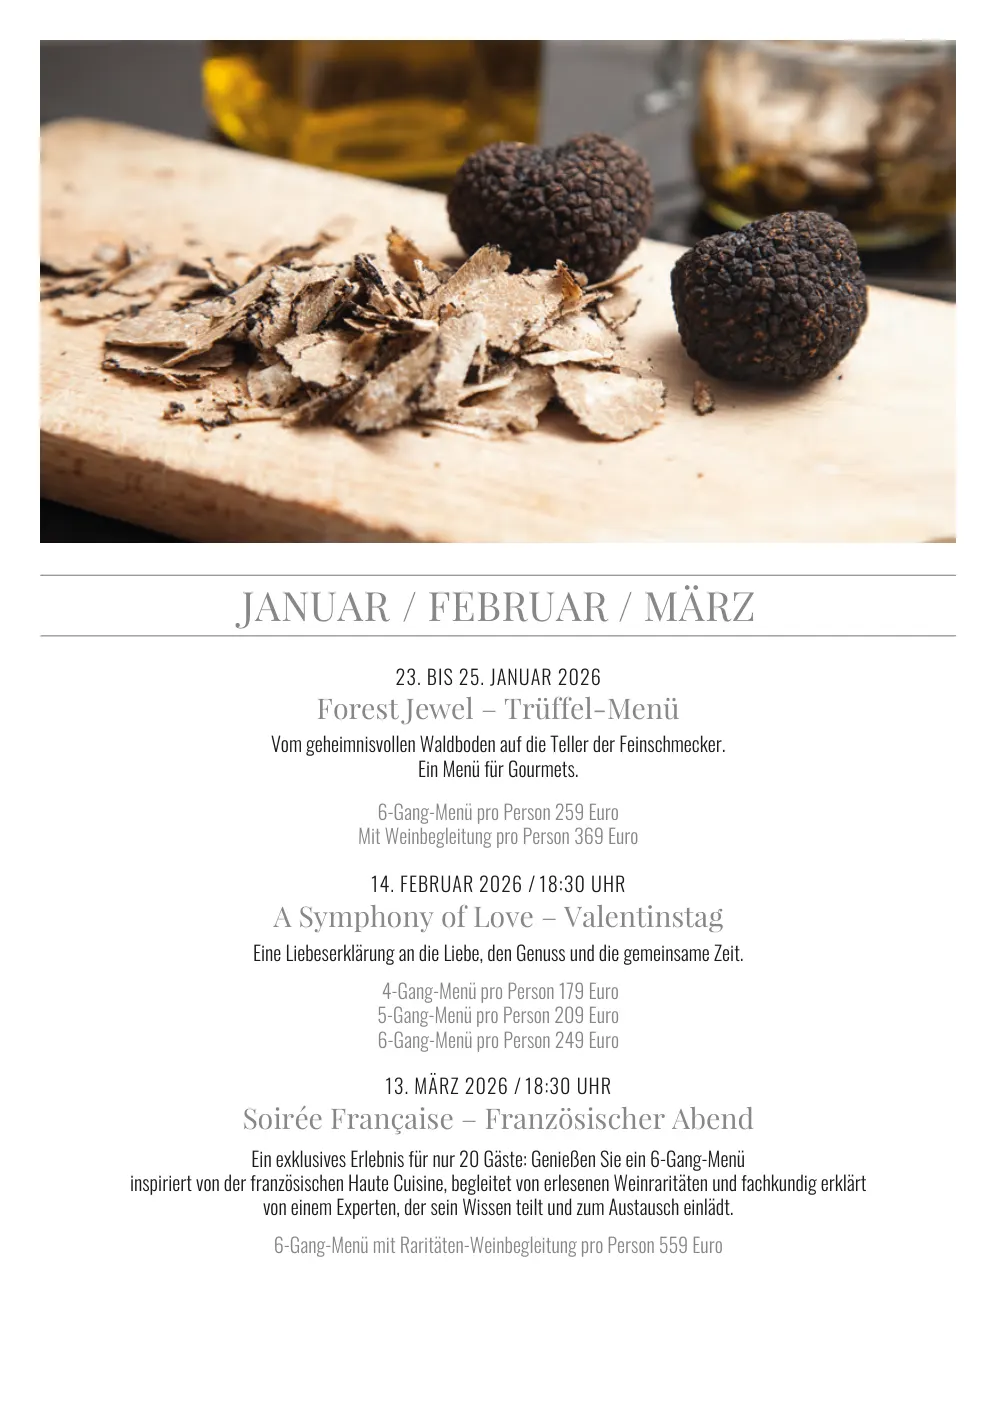 JANUAR / FEBRUAR / MÄRZ
23. BIS 25. JANUAR 2026
Forest Jewel – Trüffel-Menü
Vom geheimnisvollen Waldboden auf die Teller der Feinschmecker.
Ein Menü für Gourmets.
6-Gang-Menü pro Person 259 Euro
Mit Weinbegleitung pro Person 369 Euro
14. FEBRUAR 2026 / 18:30 UHR
A Symphony of Love – Valentinstag
Eine Liebeserklärung an die Liebe, den Genuss und die gemeinsame Zeit.
4-Gang-Menü pro Person 179 Euro
5-Gang-Menü pro Person 209 Euro
6-Gang-Menü pro Person 249 Euro
13. MÄRZ 2026 / 18:30 UHR
Soirée Française – Französischer Abend
Ein exklusives Erlebnis für nur 20 Gäste: Genießen Sie ein 6-Gang-Menü
inspiriert von der französischen Haute Cuisine, begleitet von erlesenen Weinraritäten und fachkundig erklärt
von einem Experten, der sein Wissen teilt und zum Austausch einlädt.
6-Gang-Menü mit Raritäten-Weinbegleitung pro Person 559 Euro